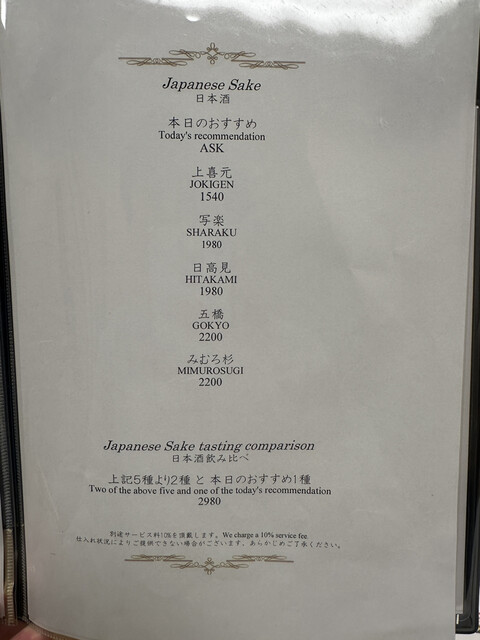 Japanese Sake
日本酒
本日のおすすめ
Today's recommendation
ASK
上喜元
JOKIGEN
1540
写楽
SHARAKU
1980
日高見
HITAKAMI
1980
五橋
GOKYO
2200
みむろ杉
MIMUROSUGI
2200
Japanese Sake tasting comparison
日本酒飲み比べ
上記5種より2種 と 本日のおすすめ1種
Two of the above five and one of the today's recommendation
2980
別途サービス料10%を頂戴します。We charge a 10% service fee.
仕入れ状況によりご提供できない場合がございます。あらかじめご了承ください。